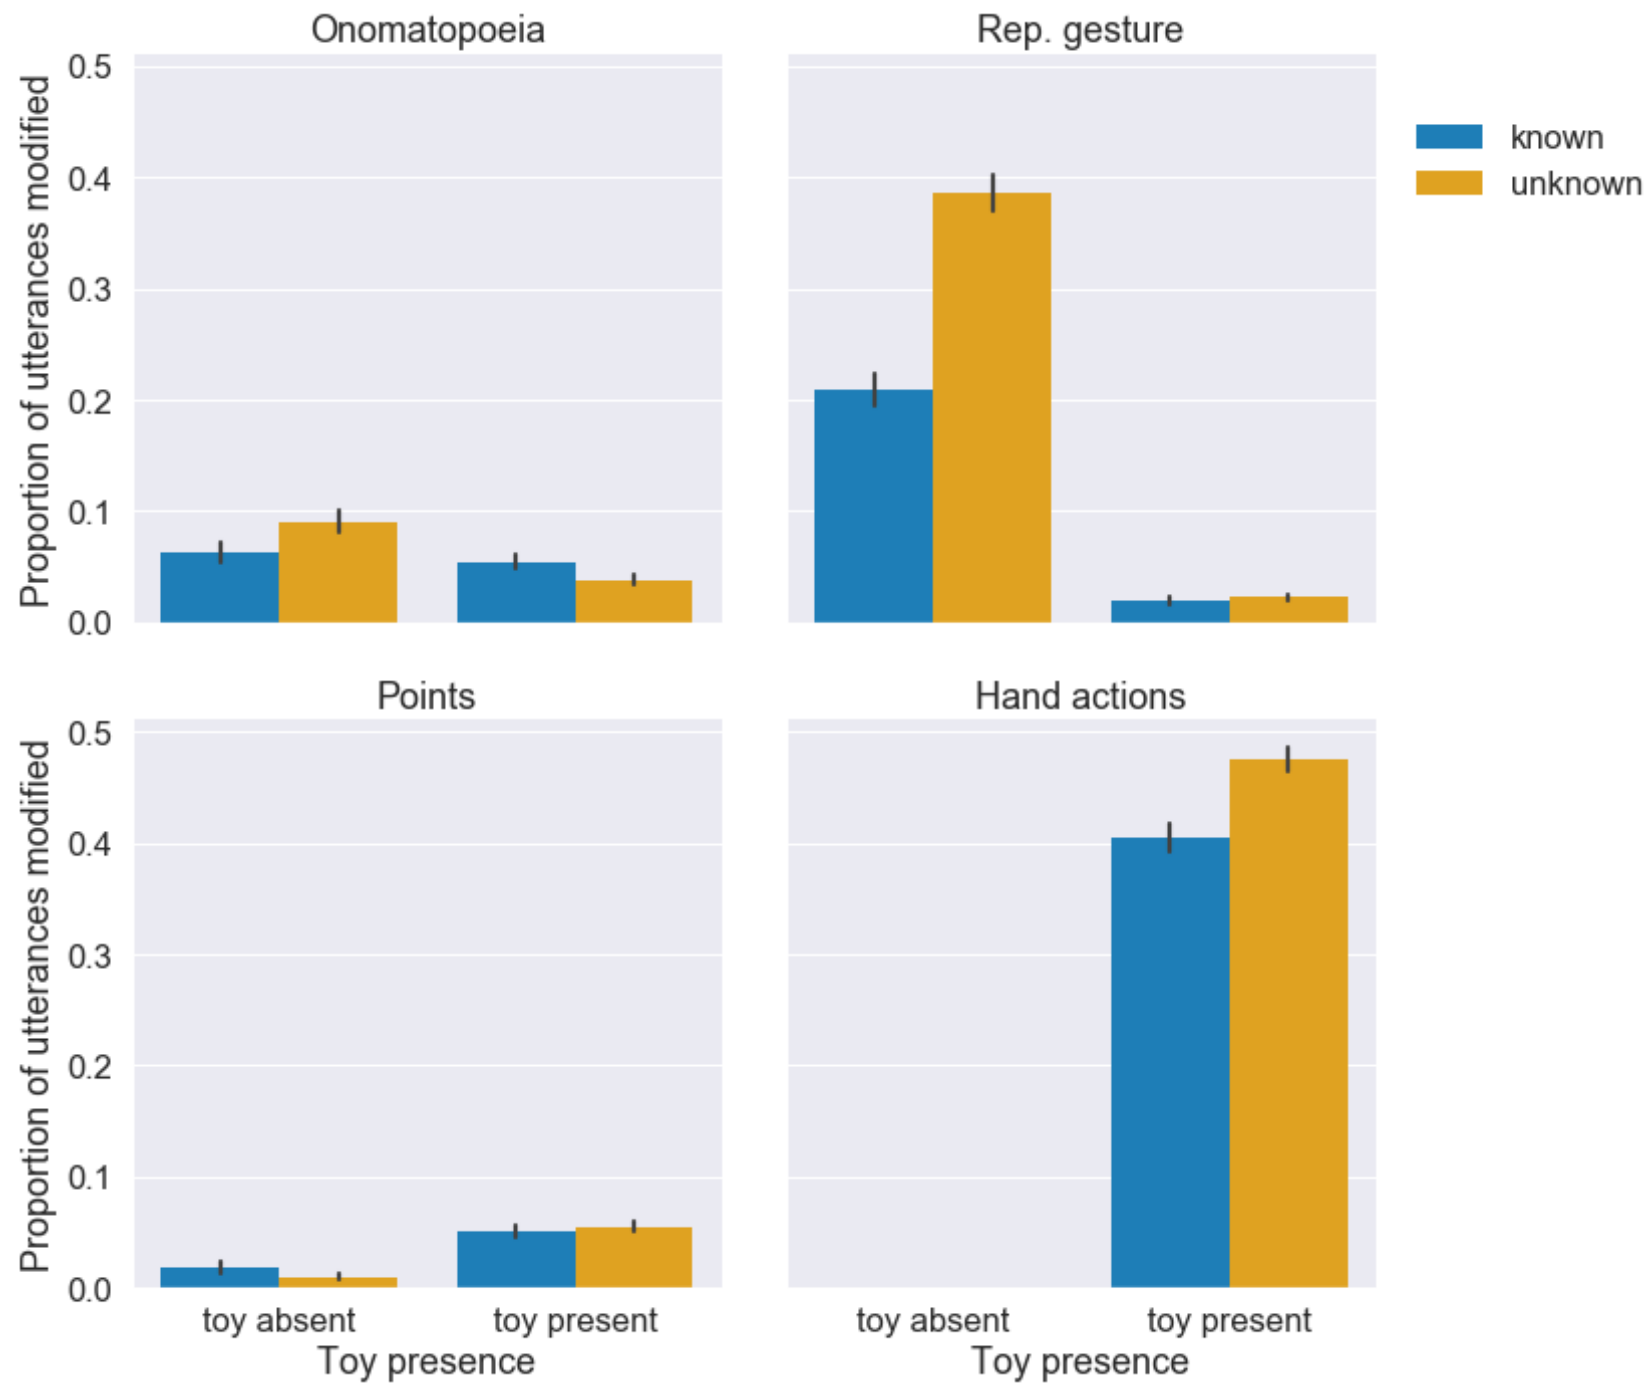 Onomatopoeia
Rep. gesture
Proportion of utterances modified
0.5
0.4
0.3
0.2
0.1
0.0
known
unknown
Points
Hand actions
Proportion of utterances modified
0.5
0.4
0.3
0.2
0.1
0.0
toy absent
toy present
toy absent
toy present
Toy presence
Toy presence